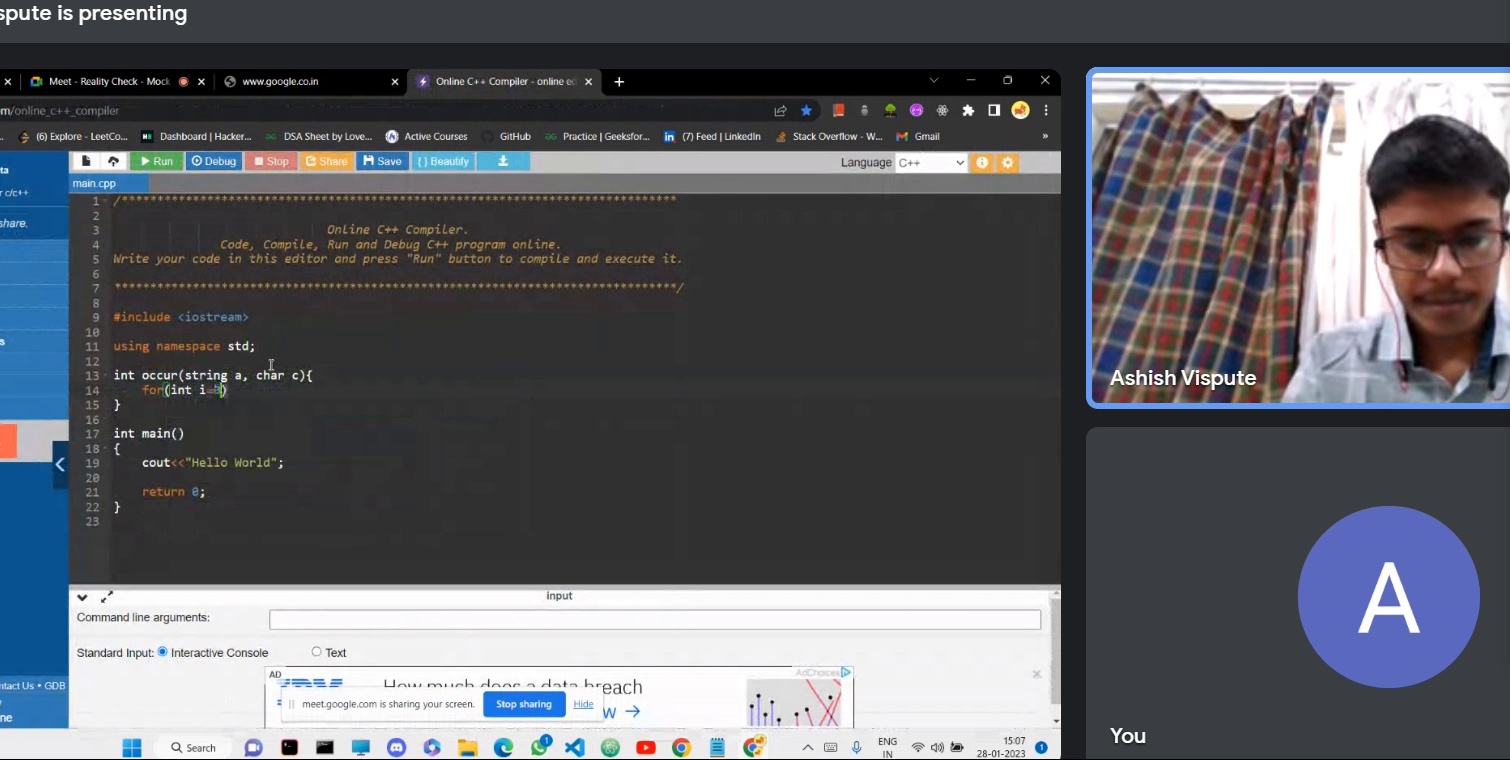 spute is presenting
Meet - Reality Check - Mock
www.google.co.in
Online C++ Compiler - online ed
m/online_c++_compiler
(6) Explore - LeetCo...
Dashboard | Hacker...
DSA Sheet by Love...
Active Courses
GitHub
Practice | Geeksfor...
(7) Feed | LinkedIn
Stack Overflow - W...
Gmail
»
ta
r c/c++
share.
s
Run
Debug
Stop
Share
Save
{ } Beautify
Language C++
main.cpp
1 /******************************************************************************
2
3 Online C++ Compiler.
4 Code, Compile, Run and Debug C++ program online.
5 Write your code in this editor and press "Run" button to compile and execute it.
6
7 *******************************************************************************/
8
9 #include <iostream>
10
11 using namespace std;
12
13 int occur(string a, char c){
14 for(int i=0)
15 }
16
17 int main()
18 {
19 cout<<"Hello World";
20
21 return 0;
22 }
23
input
Command line arguments:
Standard Input: Interactive Console Text
AD
AdChoices
How much does a data breach
meet.google.com is sharing your screen.
Stop sharing
Hide
w →
ntact Us • GDB
ne
Search
ENG
IN
15:07
28-01-2023
1
Ashish Vispute
A
You